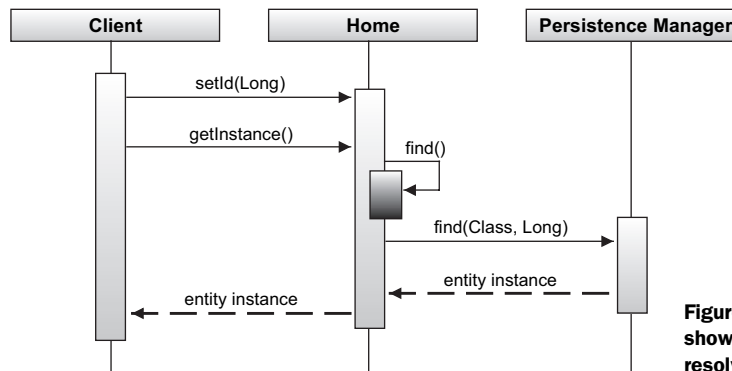 Client
Home
Persistence Manager
setId(Long)
getInstance()
find()
find(Class, Long)
entity instance
entity instance
Figur
show
resol